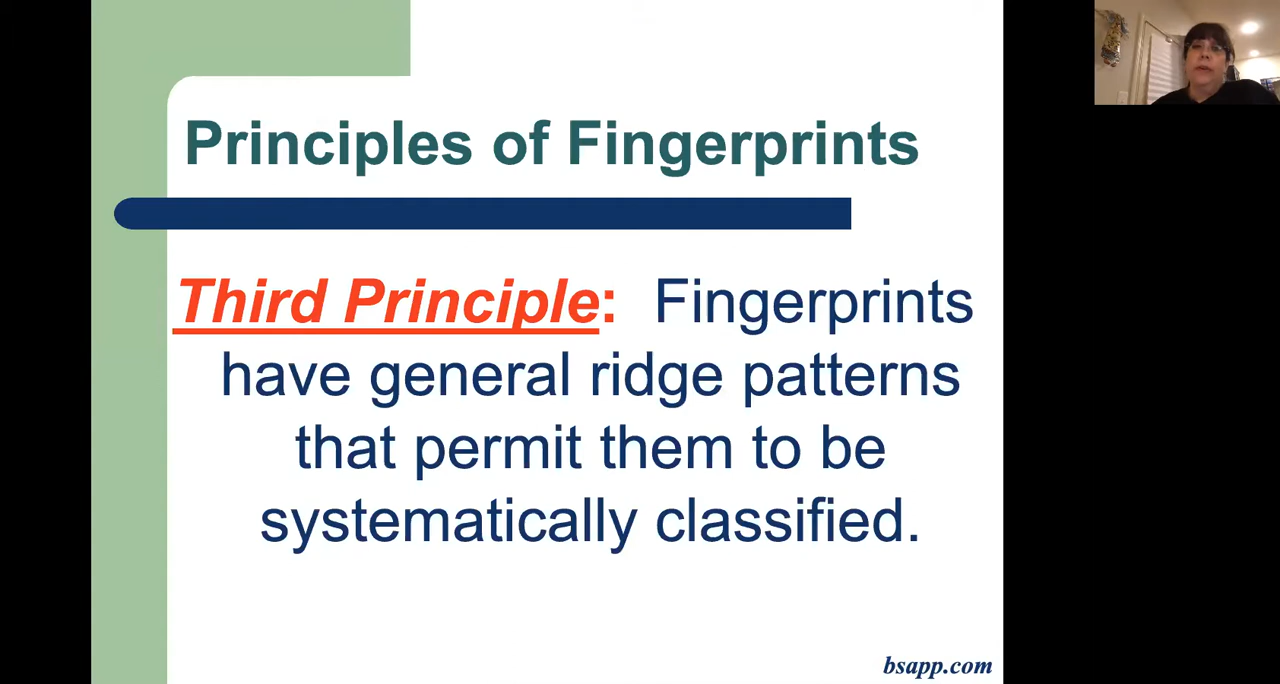 Principles of Fingerprints
Third Principle: Fingerprints
have general ridge patterns
that permit them to be
systematically classified.
bsapp.com